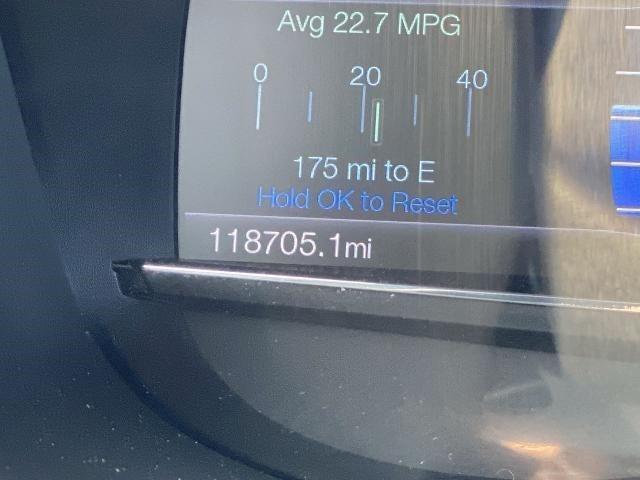 Avg 22.7 MPG
0 20 40
175 mi to E
Hold OK to Reset
118705.1mi